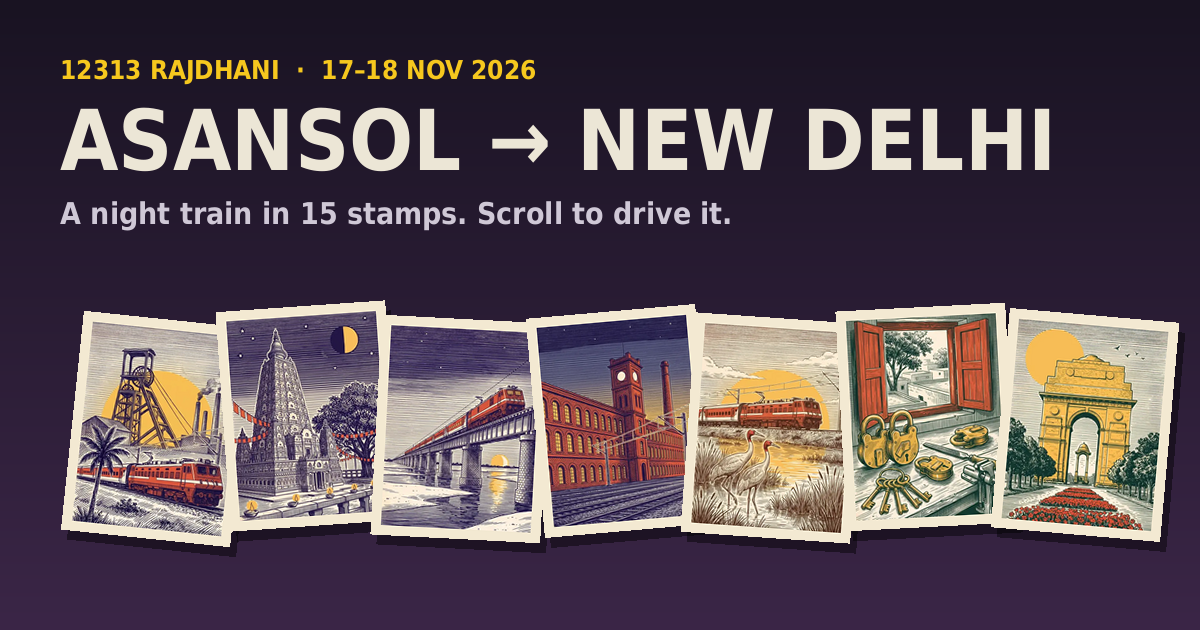 12313 RAJDHANI · 17–18 NOV 2026
ASANSOL → NEW DELHI
A night train in 15 stamps. Scroll to drive it.